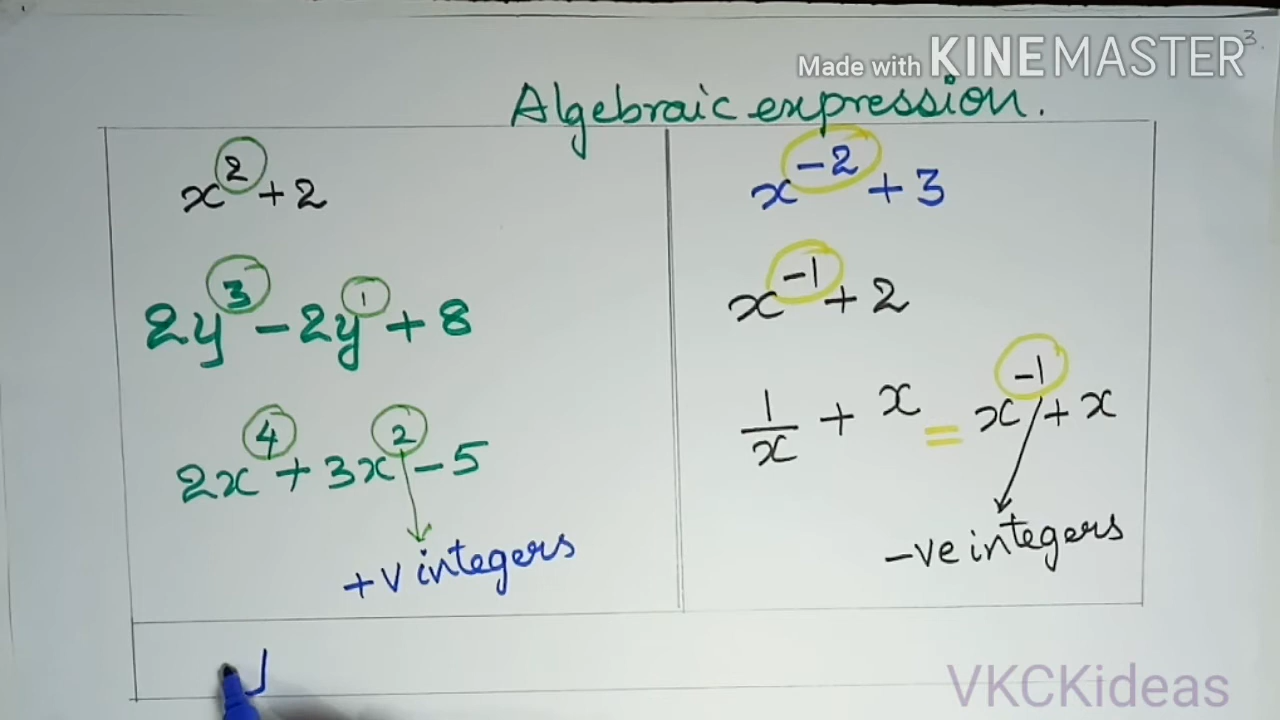 3.
Made with KINEMASTER
Algebraic expression.
x² + 2
2y³ - 2y¹ + 8
2x⁴ + 3x² - 5
+v integers
x⁻² + 3
x⁻¹ + 2
1/x + x = x⁻¹ + x
-ve integers
VKCKideas